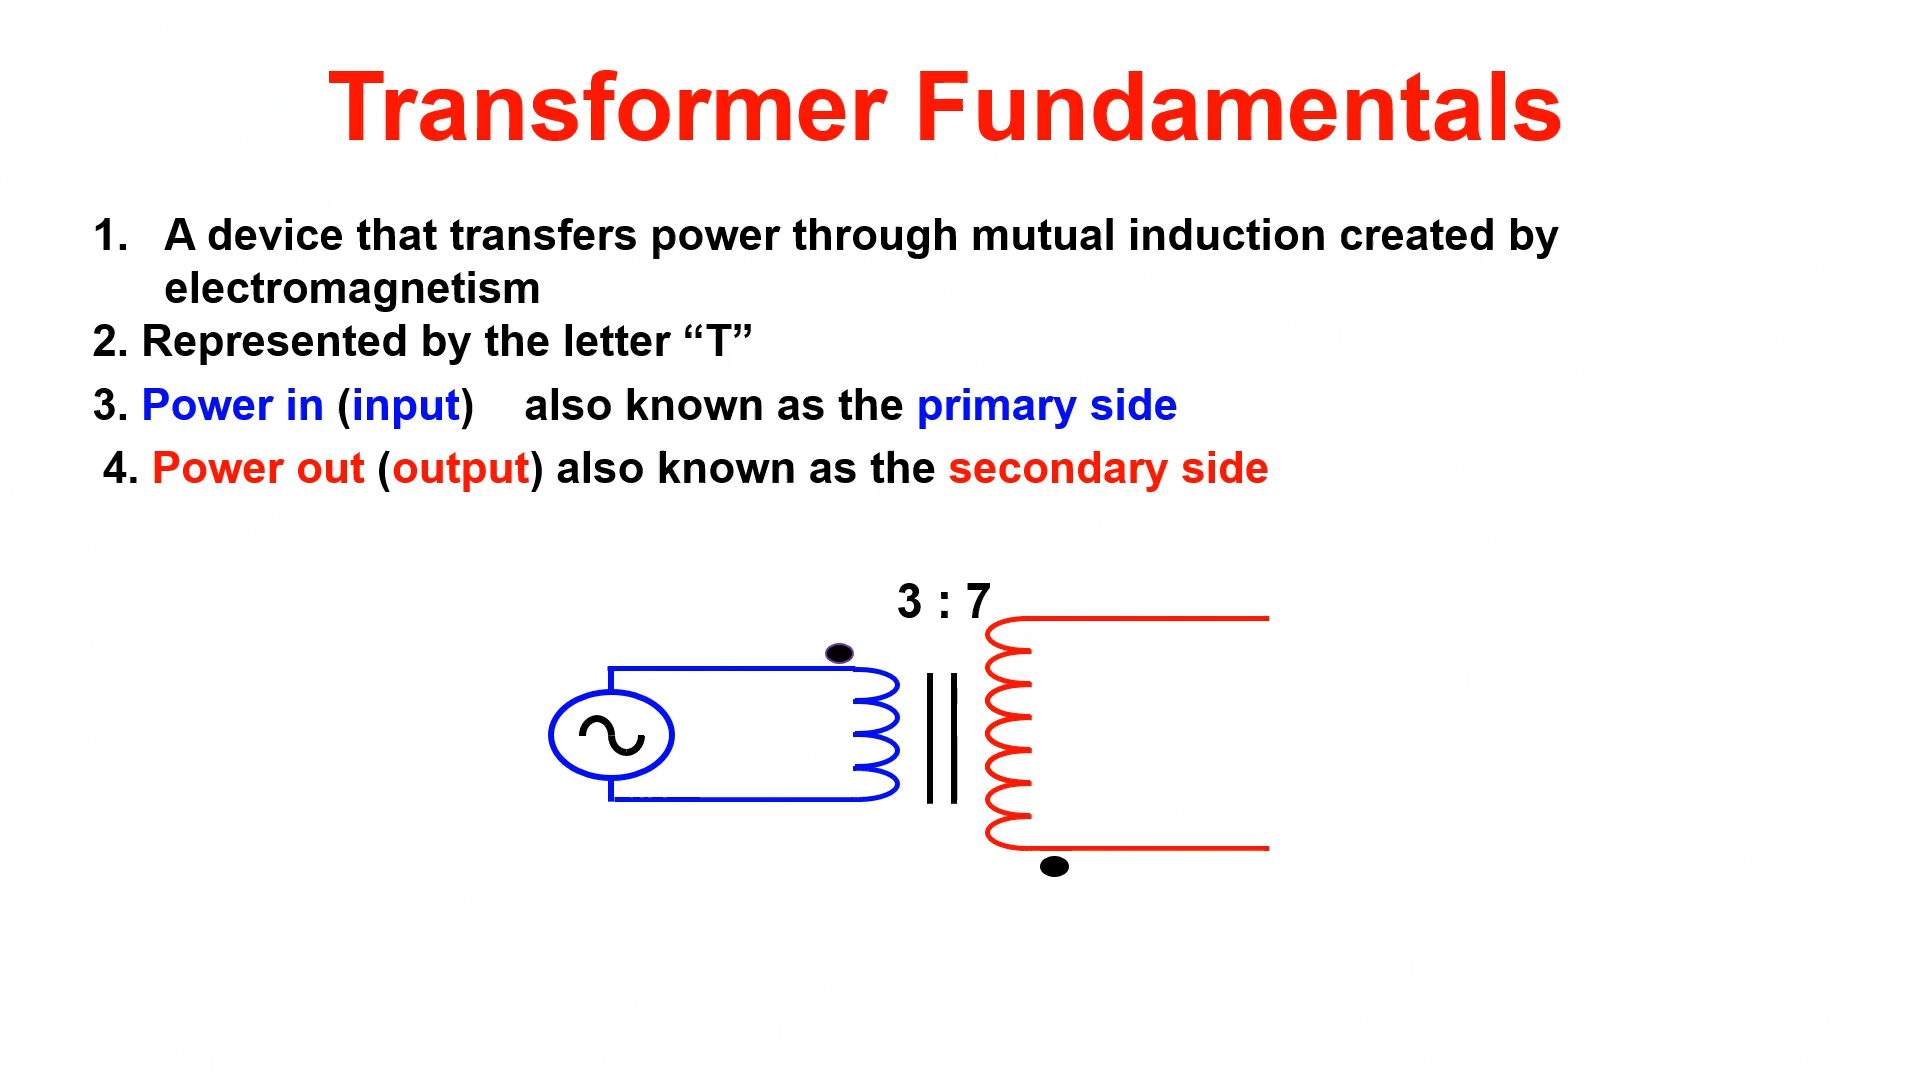 Transformer Fundamentals
1. A device that transfers power through mutual induction created by
electromagnetism
2. Represented by the letter “T”
3. Power in (input) also known as the primary side
4. Power out (output) also known as the secondary side
3 : 7